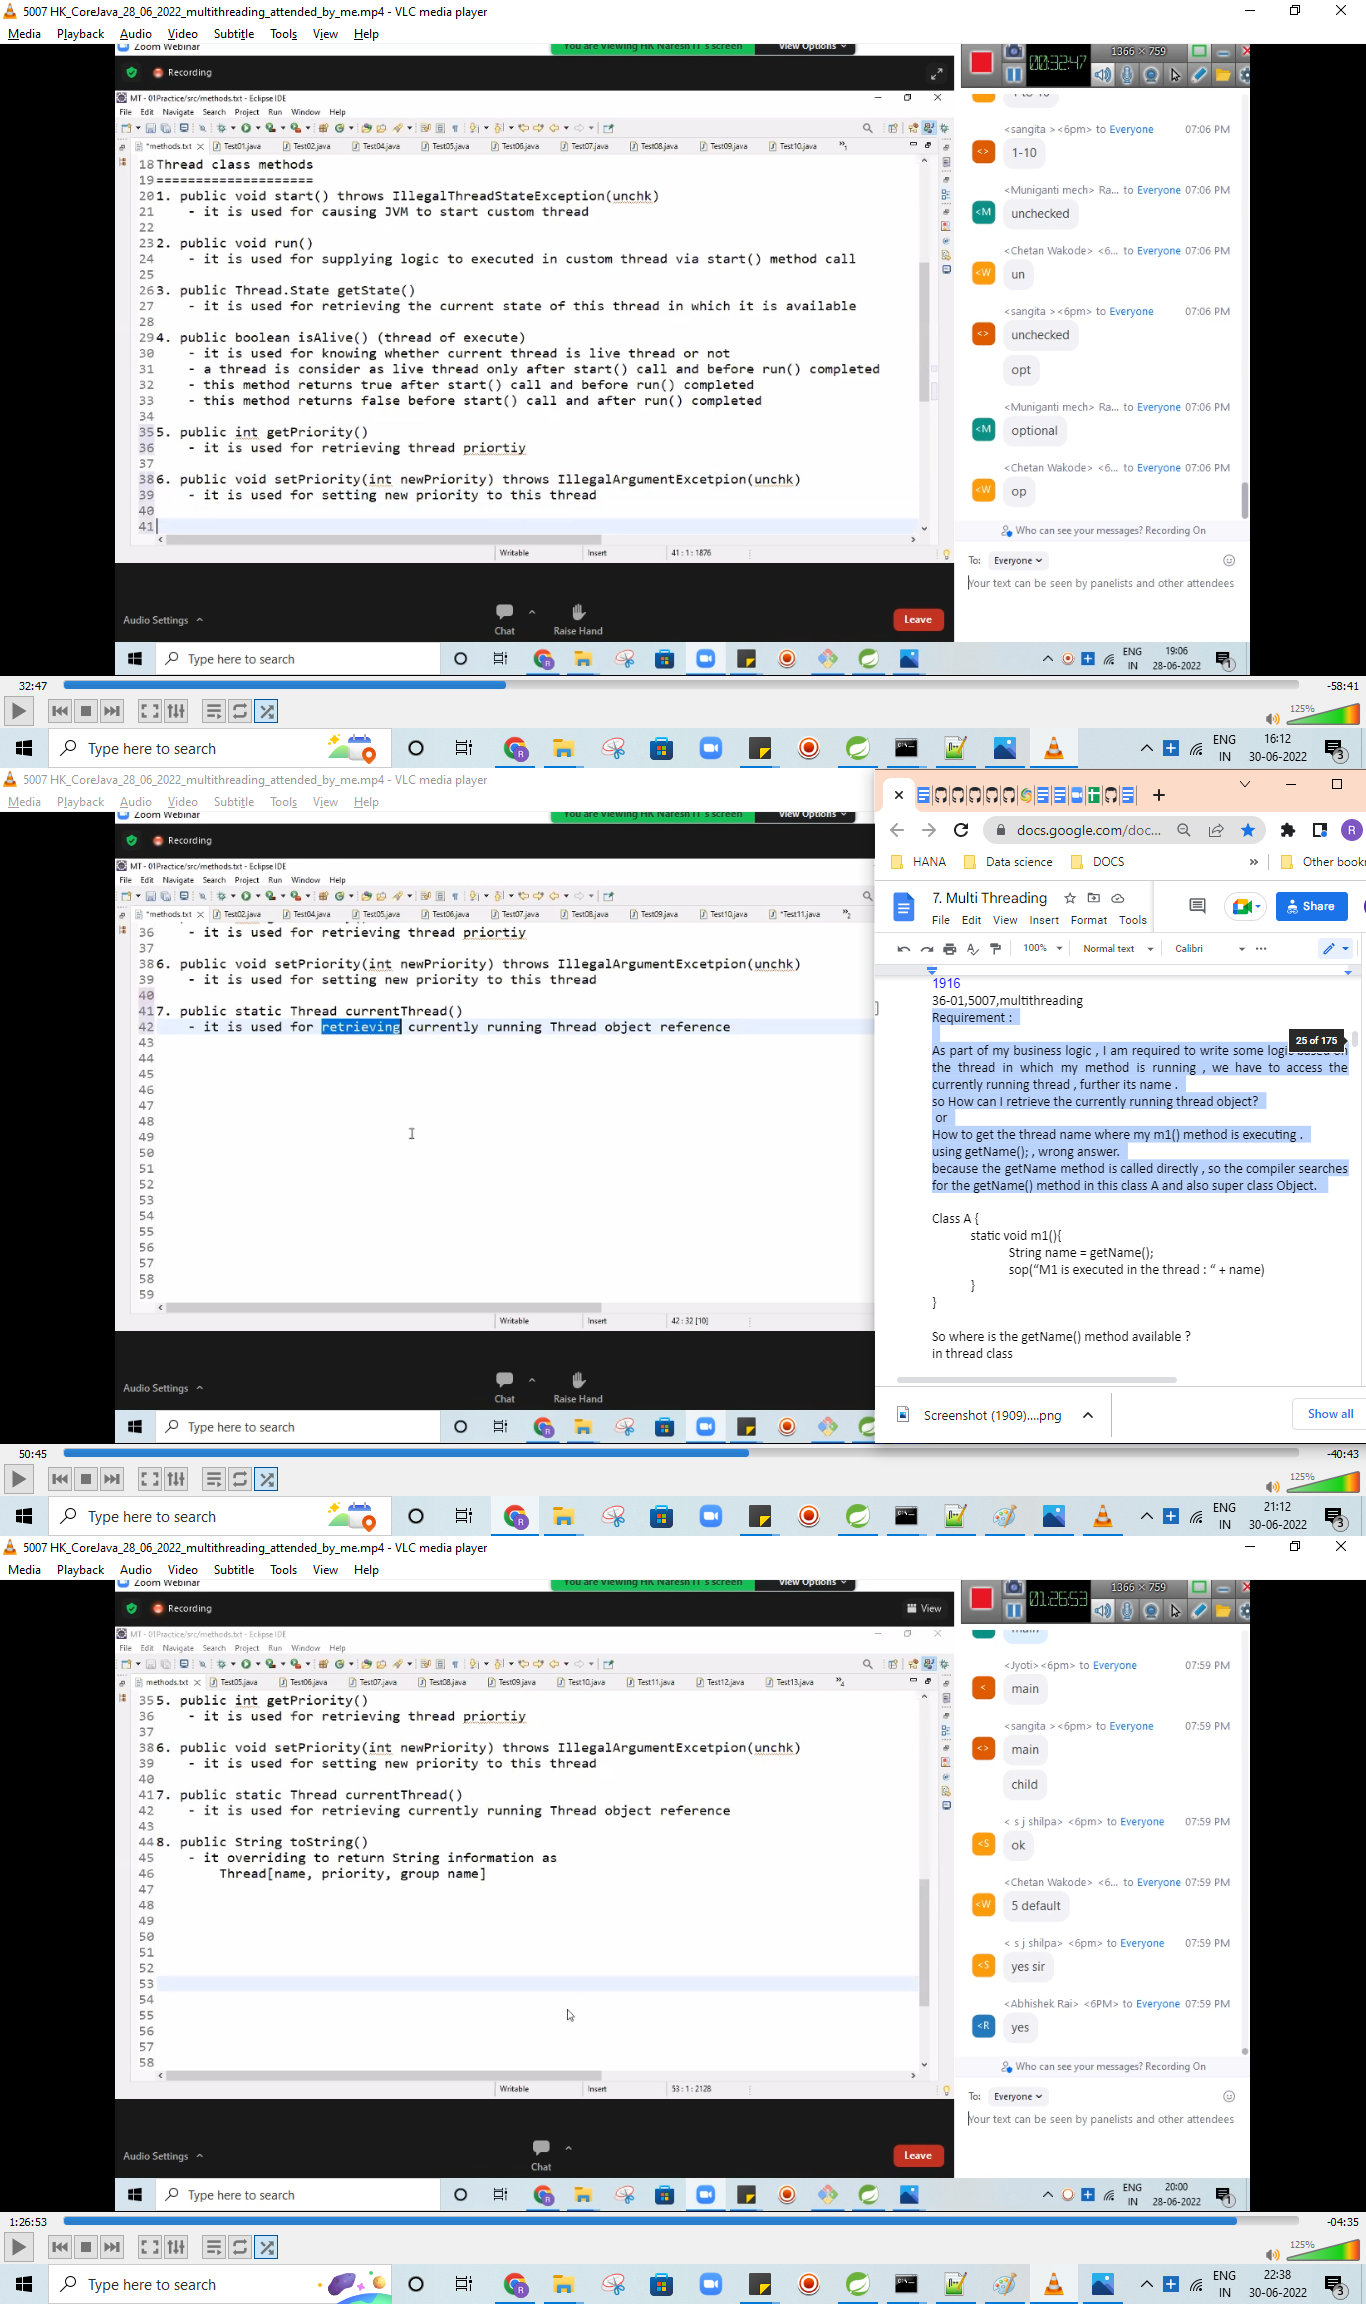 5007 HK_CoreJava_28_06_2022_multithreading_attended_by_me.mp4 - VLC media player
Media Playback Audio Video Subtitle Tools View Help
Zoom Webinar
You are viewing HK Naresh IT's screen
View Options
Recording
MT - 01Practice/src/methods.txt - Eclipse IDE
File Edit Navigate Search Project Run Window Help
*methods.txt Test01.java Test02.java Test04.java Test05.java Test06.java Test07.java Test08.java Test09.java Test10.java
18 Thread class methods
19 ====================
20 1. public void start() throws IllegalThreadStateException(unchk)
21 - it is used for causing JVM to start custom thread
22
23 2. public void run()
24 - it is used for supplying logic to executed in custom thread via start() method call
25
26 3. public Thread.State getState()
27 - it is used for retrieving the current state of this thread in which it is available
28
29 4. public boolean isAlive() (thread of execute)
30 - it is used for knowing whether current thread is live thread or not
31 - a thread is consider as live thread only after start() call and before run() completed
32 - this method returns true after start() call and before run() completed
33 - this method returns false before start() call and after run() completed
34
35 5. public int getPriority()
36 - it is used for retrieving thread priortiy
37
38 6. public void setPriority(int newPriority) throws IllegalArgumentExcetpion(unchk)
39 - it is used for setting new priority to this thread
40
41
Writable Insert 41 : 1 : 1876
00:32:47
1366 × 759
<sangita > <6pm> to Everyone 07:06 PM
<> 1-10
<Muniganti mech> Ra... to Everyone 07:06 PM
<M unchecked
<Chetan Wakode> <6... to Everyone 07:06 PM
<W un
<sangita > <6pm> to Everyone 07:06 PM
<> unchecked
opt
<Muniganti mech> Ra... to Everyone 07:06 PM
<M optional
<Chetan Wakode> <6... to Everyone 07:06 PM
<W op
Who can see your messages? Recording On
To: Everyone
Your text can be seen by panelists and other attendees
Audio Settings Chat Raise Hand Leave
Type here to search
ENG IN 19:06 28-06-2022 1
32:47 -58:41
125%
Type here to search
ENG IN 16:12 30-06-2022 3
5007 HK_CoreJava_28_06_2022_multithreading_attended_by_me.mp4 - VLC media player
Media Playback Audio Video Subtitle Tools View Help
Zoom Webinar
You are viewing HK Naresh IT's screen
View Options
Recording
MT - 01Practice/src/methods.txt - Eclipse IDE
File Edit Navigate Search Project Run Window Help
*methods.txt Test02.java Test04.java Test05.java Test06.java Test07.java Test08.java Test09.java Test10.java *Test11.java
36 - it is used for retrieving thread priortiy
37
38 6. public void setPriority(int newPriority) throws IllegalArgumentExcetpion(unchk)
39 - it is used for setting new priority to this thread
40
41 7. public static Thread currentThread()
42 - it is used for retrieving currently running Thread object reference
43
44
45
46
47
48
49
50
51
52
53
54
55
56
57
58
59
Writable Insert 42 : 32 [10]
Audio Settings Chat Raise Hand
Type here to search
docs.google.com/doc...
R
HANA Data science DOCS » Other book
7. Multi Threading
File Edit View Insert Format Tools
Share
100% Normal text Calibri
1916
36-01,5007,multithreading
Requirement :
25 of 175
As part of my business logic , I am required to write some logic based on
the thread in which my method is running , we have to access the
currently running thread , further its name .
so How can I retrieve the currently running thread object?
or
How to get the thread name where my m1() method is executing .
using getName(); , wrong answer.
because the getName method is called directly , so the compiler searches
for the getName() method in this class A and also super class Object.
Class A {
static void m1(){
String name = getName();
sop(“M1 is executed in the thread : “ + name)
}
}
So where is the getName() method available ?
in thread class
Screenshot (1909)....png
Show all
50:45 -40:43
125%
Type here to search
ENG IN 21:12 30-06-2022 3
5007 HK_CoreJava_28_06_2022_multithreading_attended_by_me.mp4 - VLC media player
Media Playback Audio Video Subtitle Tools View Help
Zoom Webinar
You are viewing HK Naresh IT's screen
View Options
Recording
View
MT - 01Practice/src/methods.txt - Eclipse IDE
File Edit Navigate Search Project Run Window Help
methods.txt Test05.java Test06.java Test07.java Test08.java Test09.java Test10.java Test11.java Test12.java Test13.java
35 5. public int getPriority()
36 - it is used for retrieving thread priortiy
37
38 6. public void setPriority(int newPriority) throws IllegalArgumentExcetpion(unchk)
39 - it is used for setting new priority to this thread
40
41 7. public static Thread currentThread()
42 - it is used for retrieving currently running Thread object reference
43
44 8. public String toString()
45 - it overriding to return String information as
46 Thread[name, priority, group name]
47
48
49
50
51
52
53
54
55
56
57
58
Writable Insert 53 : 1 : 2128
01:26:53
1366 × 759
main
<Jyoti><6pm> to Everyone 07:59 PM
< main
<sangita > <6pm> to Everyone 07:59 PM
<> main
child
< s j shilpa> <6pm> to Everyone 07:59 PM
<S ok
<Chetan Wakode> <6... to Everyone 07:59 PM
<W 5 default
< s j shilpa> <6pm> to Everyone 07:59 PM
<S yes sir
<Abhishek Rai> <6PM> to Everyone 07:59 PM
<R yes
Who can see your messages? Recording On
To: Everyone
Your text can be seen by panelists and other attendees
Audio Settings Chat Leave
Type here to search
ENG IN 20:00 28-06-2022 1
1:26:53 -04:35
125%
Type here to search
ENG IN 22:38 30-06-2022 3